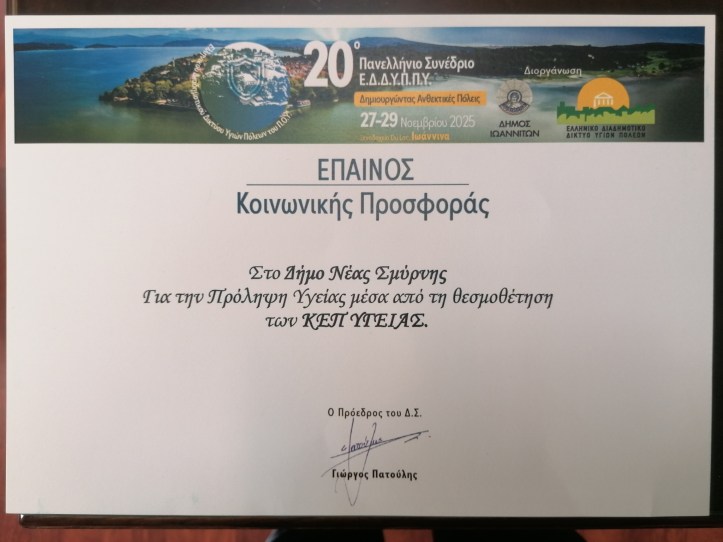 20ο Πανελλήνιο Συνέδριο
Ε.Δ.Δ.Υ.Π.Π.Υ.
Δημιουργώντας Ανθεκτικές Πόλεις
27-29 Νοεμβρίου 2025
Ιωάννινα
Διοργάνωση
ΔΗΜΟΣ
ΙΩΑΝΝΙΤΩΝ
ΕΛΛΗΝΙΚΟ ΔΙΑΔΗΜΟΤΙΚΟ
ΔΙΚΤΥΟ ΥΓΙΩΝ ΠΟΛΕΩΝ
ΕΠΑΙΝΟΣ
Κοινωνικής Προσφοράς
Στο Δήμο Νέας Σμύρνης
Για την Πρόληψη Υγείας μέσα από τη θεσμοθέτηση
των ΚΕΠ ΥΓΕΙΑΣ.
Ο Πρόεδρος του Δ.Σ.
Γιώργος Πατούλης